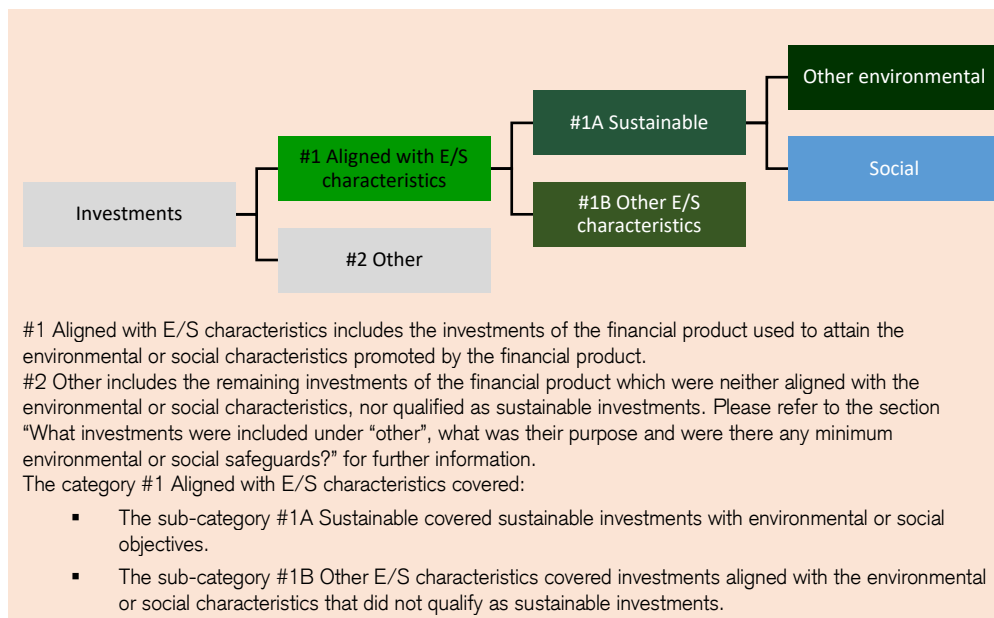 Other environmental
#1A Sustainable
#1 Aligned with E/S
characteristics
Social
Investments
#1B Other E/S
characteristics
#2 Other
#1 Aligned with E/S characteristics includes the investments of the financial product used to attain the
environmental or social characteristics promoted by the financial product.
#2 Other includes the remaining investments of the financial product which were neither aligned with the
environmental or social characteristics, nor qualified as sustainable investments. Please refer to the section
“What investments were included under “other”, what was their purpose and were there any minimum
environmental or social safeguards?” for further information.
The category #1 Aligned with E/S characteristics covered:
▪ The sub-category #1A Sustainable covered sustainable investments with environmental or social
objectives.
▪ The sub-category #1B Other E/S characteristics covered investments aligned with the environmental
or social characteristics that did not qualify as sustainable investments.